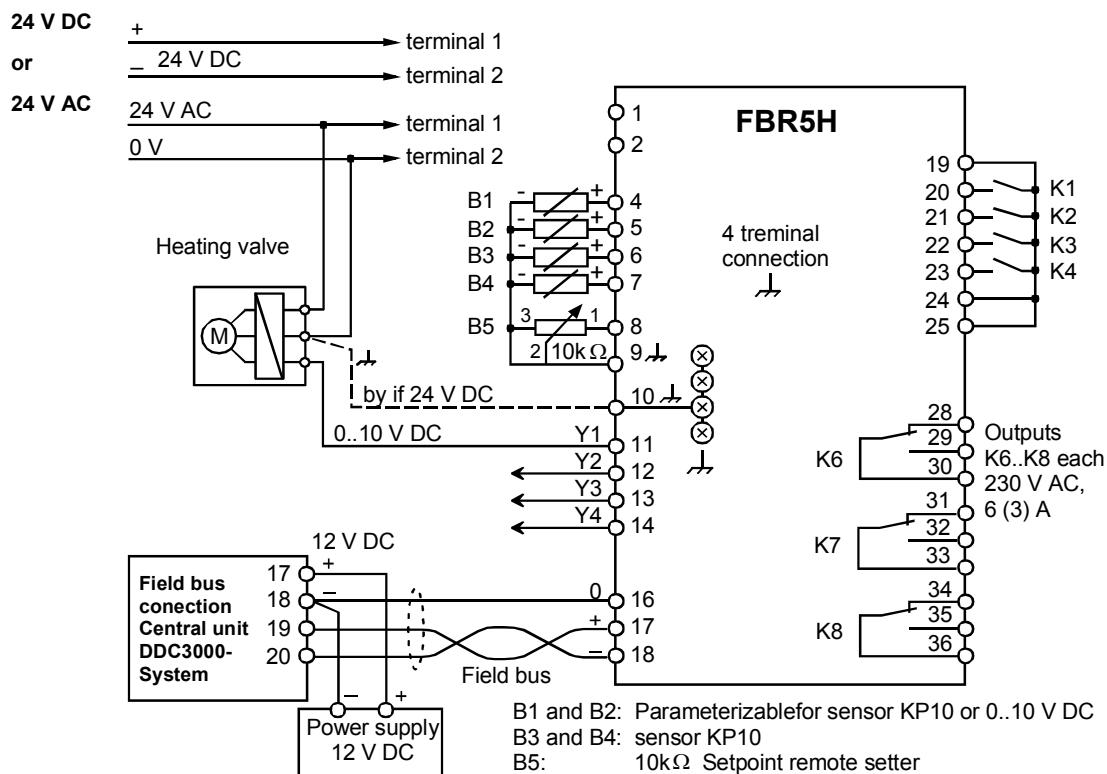 24 V DC
+
terminal 1
or
– 24 V DC
terminal 2
24 V AC
24 V AC
terminal 1
0 V
terminal 2
FBR5H
1
2
B1 - + 4
B2 - + 5
B3 - + 6
B4 - + 7
B5 3 1 8
2 10kΩ 9
4 treminal
connection
19
20 K1
21 K2
22 K3
23 K4
24
25
Heating valve
M
by if 24 V DC
10
0..10 V DC
Y1 11
Y2 12
Y3 13
Y4 14
K6
28
29
30
Outputs
K6..K8 each
230 V AC,
6 (3) A
K7
31
32
33
K8
34
35
36
12 V DC
Field bus
conection
Central unit
DDC3000-
System
17 +
18 –
19
20
0 16
+ 17
– 18
Field bus
– +
Power supply
12 V DC
B1 and B2: Parameterizablefor sensor KP10 or 0..10 V DC
B3 and B4: sensor KP10
B5: 10kΩ Setpoint remote setter